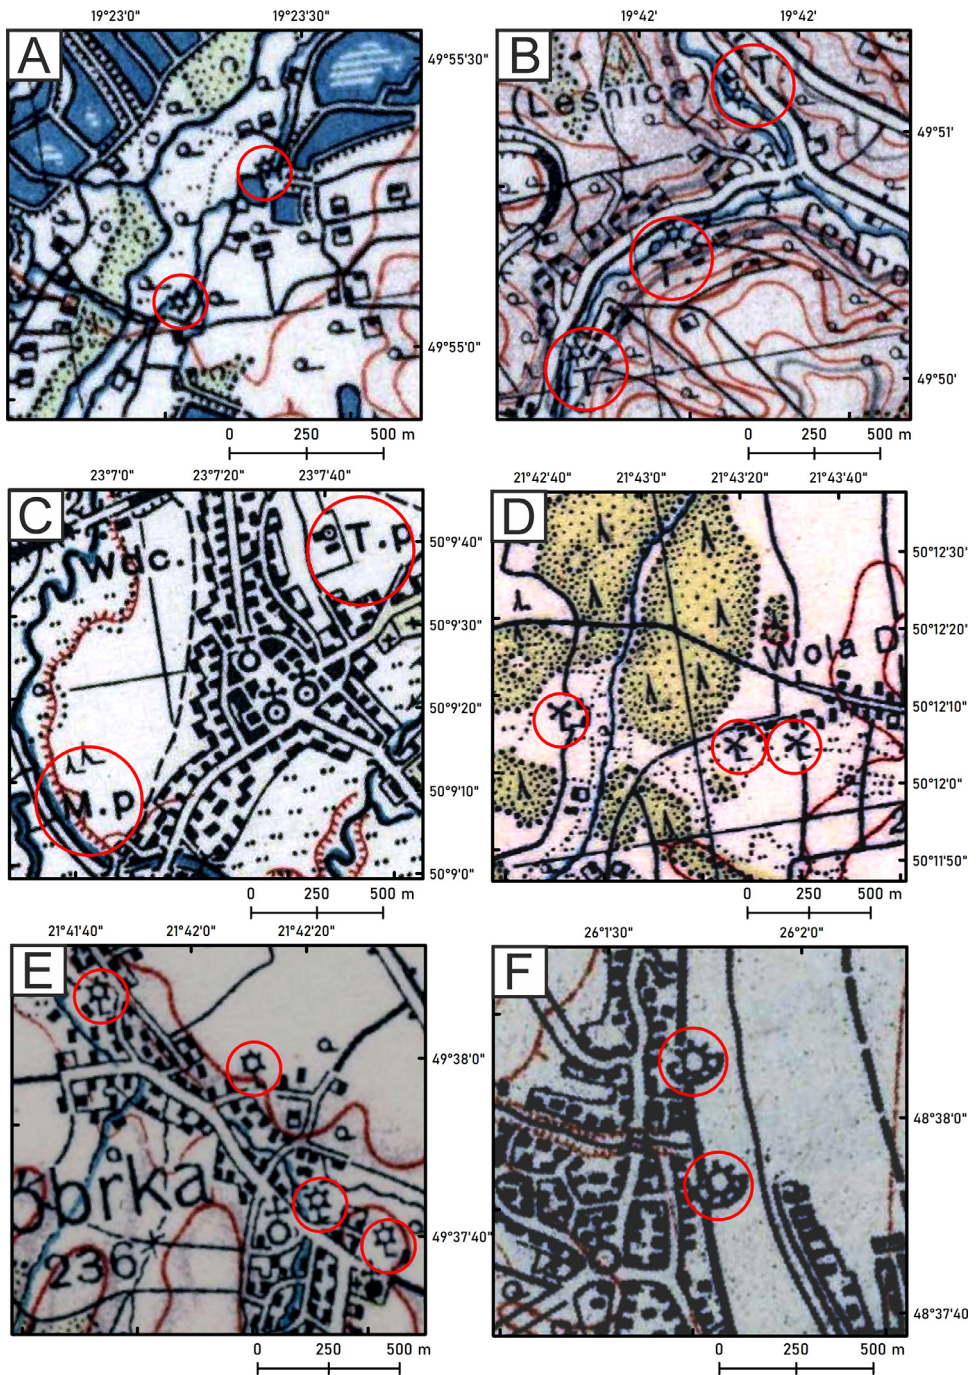 19°23'0" 19°23'30"
A
49°55'30"
49°55'0"
0 250 500 m
19°42' 19°42'
B
Leśnica
T
T
T
Cedro
49°51'
49°50'
0 250 500 m
23°7'0" 23°7'20" 23°7'40"
C
Wdc.
T.p
M.p
50°9'40"
50°9'30"
50°9'20"
50°9'10"
50°9'0"
0 250 500 m
21°42'40" 21°43'0" 21°43'20" 21°43'40"
D
Wola D
50°12'30"
50°12'20"
50°12'10"
50°12'0"
50°11'50"
0 250 500 m
21°41'40" 21°42'0" 21°42'20"
E
obrka
236
49°38'0"
49°37'40"
0 250 500 m
26°1'30" 26°2'0"
F
48°38'0"
48°37'40
0 250 500 m